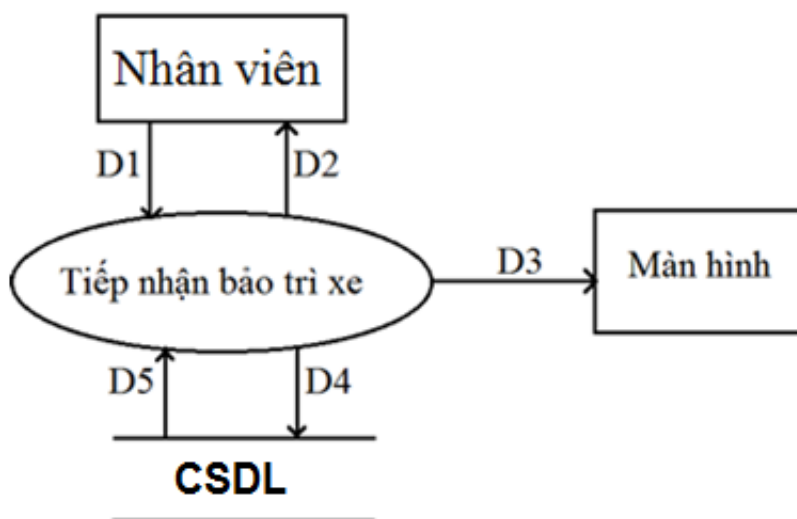 Nhân viên
D1
D2
Tiếp nhận bảo trì xe
D3
Màn hình
D5
D4
CSDL